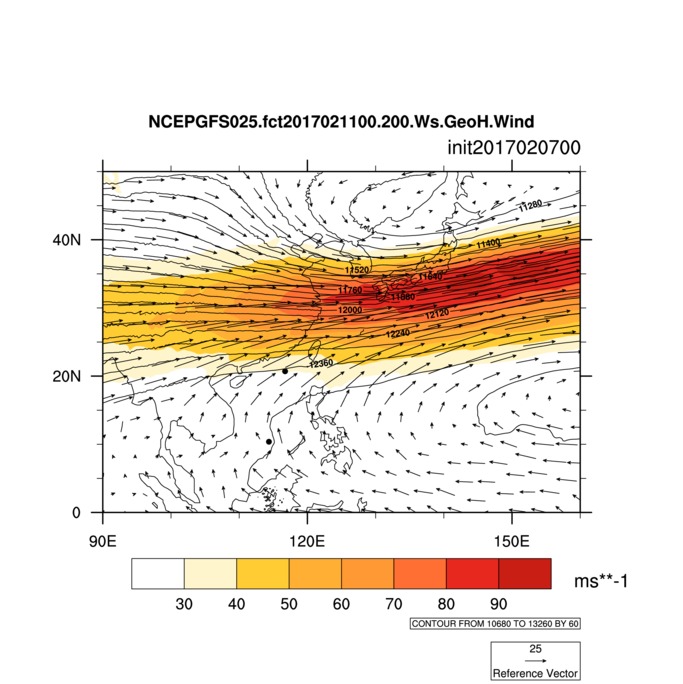 NCEPGFS025.fct2017021100.200.Ws.GeoH.Wind
init2017020700
11280
40N
11400
11520
11640
11760
11880
12000
12120
12240
12360
20N
0
90E 120E 150E
ms**-1
30 40 50 60 70 80 90
CONTOUR FROM 10680 TO 13260 BY 60
25
Reference Vector